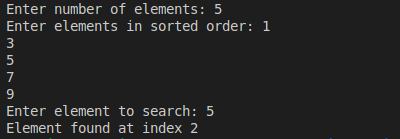 Enter number of elements: 5
Enter elements in sorted order: 1
3
5
7
9
Enter element to search: 5
Element found at index 2